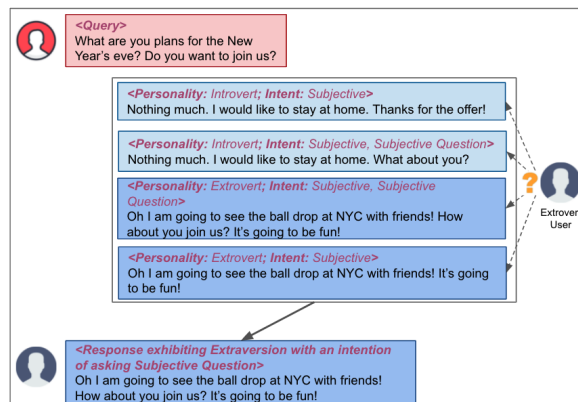 <Query>
What are you plans for the New
Year's eve? Do you want to join us?
<Personality: Introvert; Intent: Subjective>
Nothing much. I would like to stay at home. Thanks for the offer!
<Personality: Introvert; Intent: Subjective, Subjective Question>
Nothing much. I would like to stay at home. What about you?
<Personality: Extrovert; Intent: Subjective, Subjective
Question>
Oh I am going to see the ball drop at NYC with friends! How
about you join us? It's going to be fun!
<Personality: Extrovert; Intent: Subjective>
Oh I am going to see the ball drop at NYC with friends! It's going
to be fun!
?
Extrover
User
<Response exhibiting Extraversion with an intention
of asking Subjective Question>
Oh I am going to see the ball drop at NYC with friends!
How about you join us? It's going to be fun!